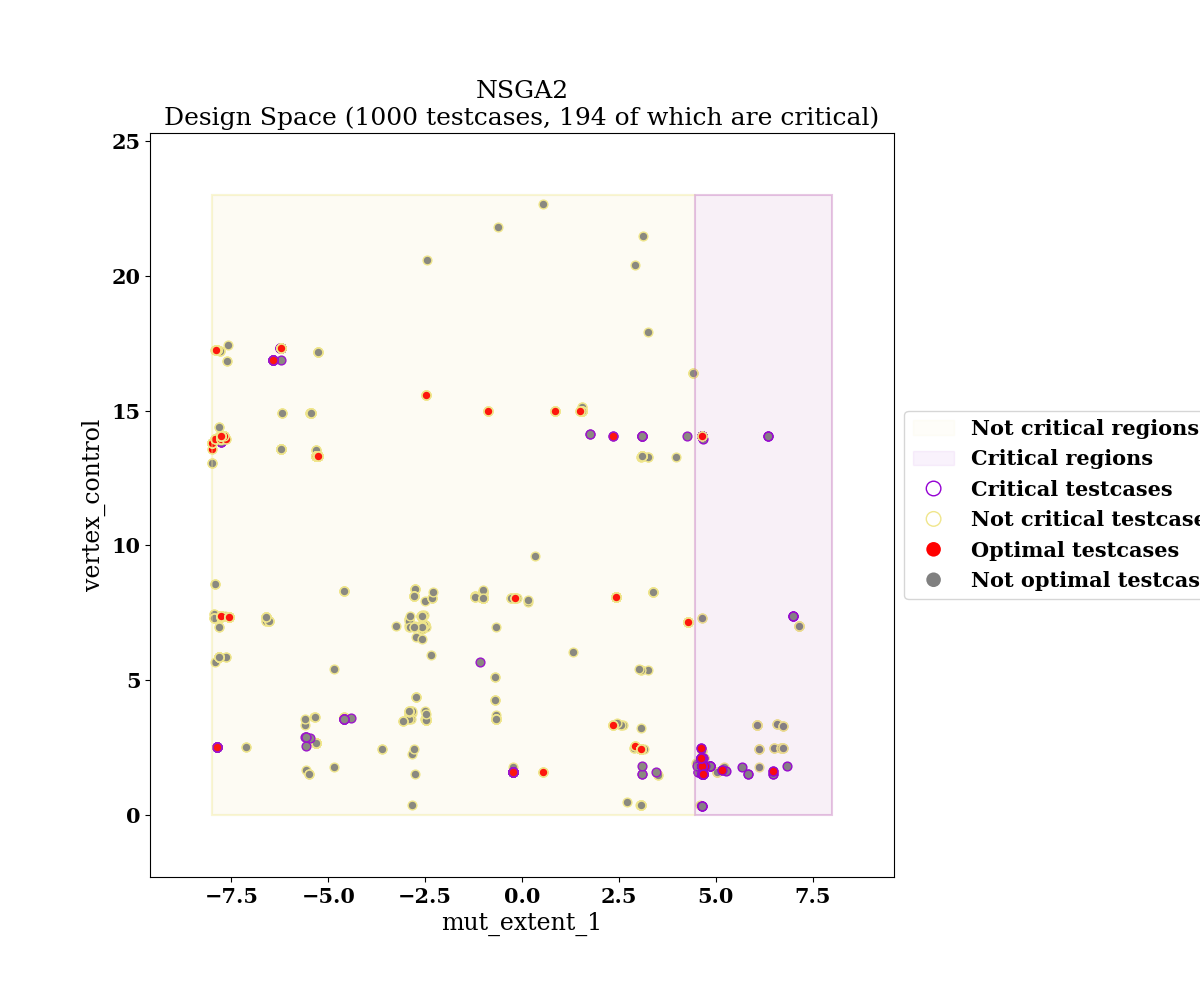 NSGA2
Design Space (1000 testcases, 194 of which are critical)
25
20
15
10
5
0
vertex_control
−7.5 −5.0 −2.5 0.0 2.5 5.0 7.5
mut_extent_1
Not critical regions
Critical regions
Critical testcases
Not critical testcase
Optimal testcases
Not optimal testcas